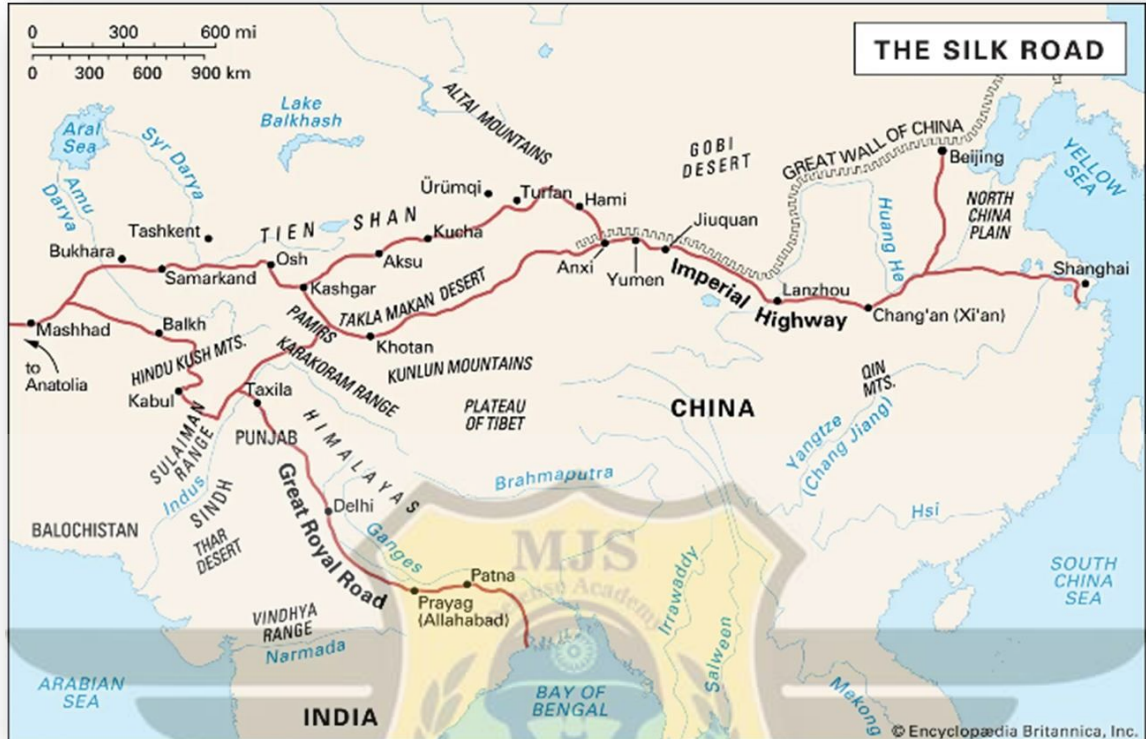 0 300 600 mi
0 300 600 900 km
THE SILK ROAD
ALTAI MOUNTAINS
Lake
Balkhash
Aral
Sea
Syr Darya
Amu
Darya
GOBI
DESERT
GREAT WALL OF CHINA
Beijing
YELLOW
SEA
Ürümqi
Turfan
Hami
NORTH
CHINA
PLAIN
Huang He
Jiuquan
Tashkent
TIEN SHAN
Kucha
Bukhara
Osh
Aksu
Samarkand
Anxi
Yumen
Imperial
Highway
Shanghai
Kashgar
TAKLA MAKAN DESERT
Lanzhou
Chang'an (Xi'an)
Mashhad
Balkh
PAMIRS
Khotan
to
Anatolia
HINDU KUSH MTS.
KARAKORAM RANGE
KUNLUN MOUNTAINS
QIN
MTS.
Kabul
Taxila
PLATEAU
OF TIBET
CHINA
SULAIMAN
RANGE
PUNJAB
HIMALAYAS
Yangtze
(Chang Jiang)
Indus
SINDH
Great Royal Road
Brahmaputra
Delhi
Hsi
BALOCHISTAN
THAR
DESERT
Ganges
MJS
Defense Academy
Patna
Prayag
(Allahabad)
Irrawaddy
SOUTH
CHINA
SEA
VINDHYA
RANGE
Narmada
Salween
ARABIAN
SEA
BAY OF
BENGAL
Mekong
INDIA
© Encyclopædia Britannica, Inc.